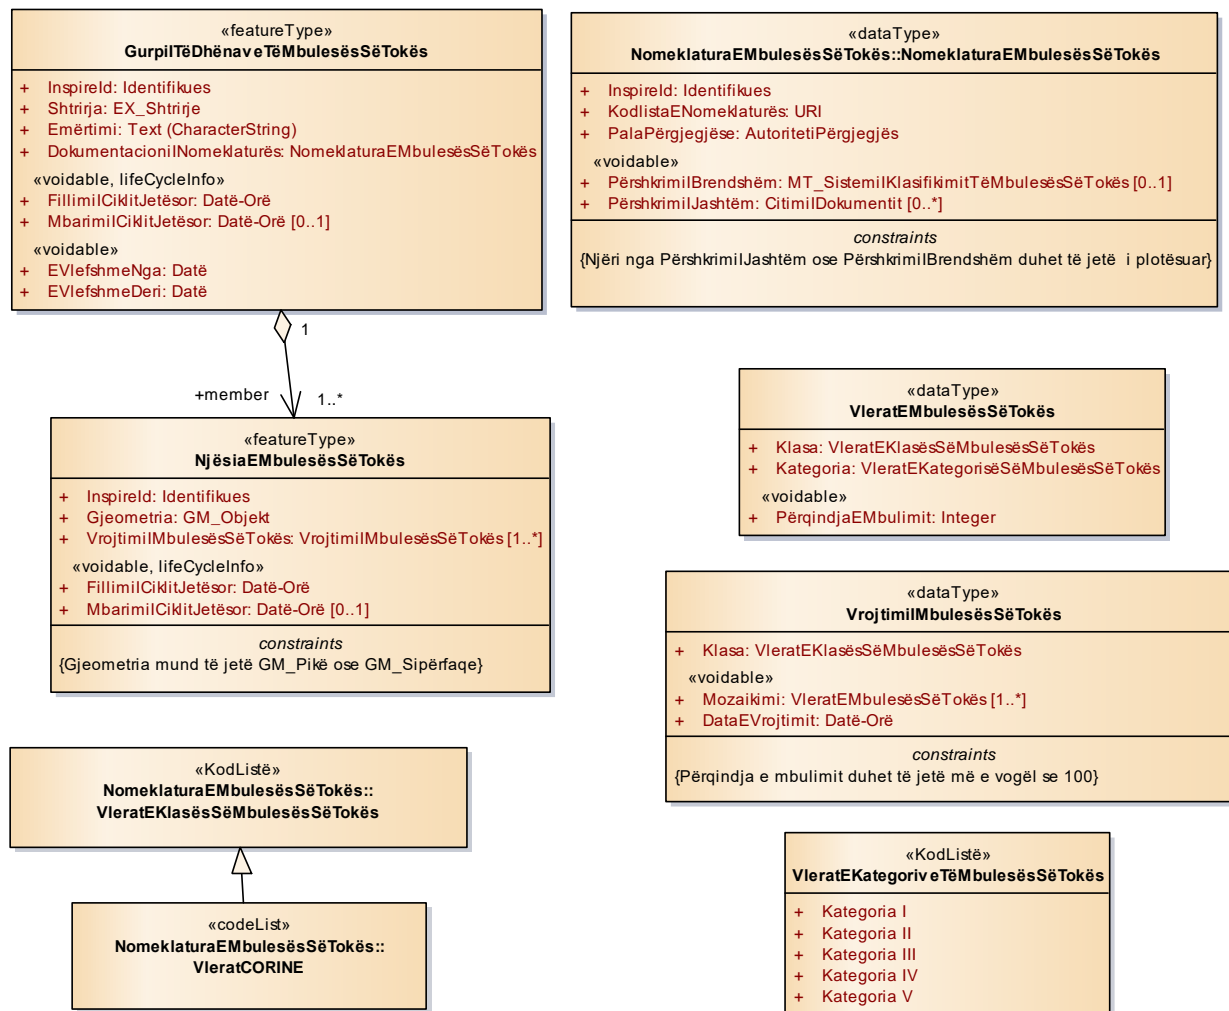 «featureType»
GurpiITëDhënaveTëMbulesësSëTokës
+ InspireId: Identifikues
+ Shtrirja: EX_Shtrirje
+ Emërtimi: Text (CharacterString)
+ DokumentacioniINomeklaturës: NomeklaturaEMbulesësSëTokës
«voidable, lifeCycleInfo»
+ FillimiICiklitJetësor: Datë-Orë
+ MbarimiICiklitJetësor: Datë-Orë [0..1]
«voidable»
+ EVlefshmeNga: Datë
+ EVlefshmeDeri: Datë
1
+member
1..*
«featureType»
NjësiaEMbulesësSëTokës
+ InspireId: Identifikues
+ Gjeometria: GM_Objekt
+ VrojtimiIMbulesësSëTokës: VrojtimiIMbulesësSëTokës [1..*]
«voidable, lifeCycleInfo»
+ FillimiICiklitJetësor: Datë-Orë
+ MbarimiICiklitJetësor: Datë-Orë [0..1]
constraints
{Gjeometria mund të jetë GM_Pikë ose GM_Sipërfaqe}
«KodListë»
NomeklaturaEMbulesësSëTokës::
VleratEKlasësSëMbulesësSëTokës
«codeList»
NomeklaturaEMbulesësSëTokës::
VleratCORINE
«dataType»
NomeklaturaEMbulesësSëTokës::NomeklaturaEMbulesësSëTokës
+ InspireId: Identifikues
+ KodlistaENomeklaturës: URI
+ PalaPërgjegjëse: AutoritetiPërgjegjës
«voidable»
+ PërshkrimiIBrendshëm: MT_SistemiIKlasifikimitTëMbulesësSëTokës [0..1]
+ PërshkrimiIJashtëm: CitimiIDokumentit [0..*]
constraints
{Njëri nga PërshkrimiIJashtëm ose PërshkrimiIBrendshëm duhet të jetë i plotësuar}
«dataType»
VleratEMbulesësSëTokës
+ Klasa: VleratEKlasësSëMbulesësSëTokës
+ Kategoria: VleratEKategorisëSëMbulesësSëTokës
«voidable»
+ PërqindjaEMbulimit: Integer
«dataType»
VrojtimiIMbulesësSëTokës
+ Klasa: VleratEKlasësSëMbulesësSëTokës
«voidable»
+ Mozaikimi: VleratEMbulesësSëTokës [1..*]
+ DataEVrojtimit: Datë-Orë
constraints
{Përqindja e mbulimit duhet të jetë më e vogël se 100}
«KodListë»
VleratEKategoriveTëMbulesësSëTokës
+ Kategoria I
+ Kategoria II
+ Kategoria III
+ Kategoria IV
+ Kategoria V